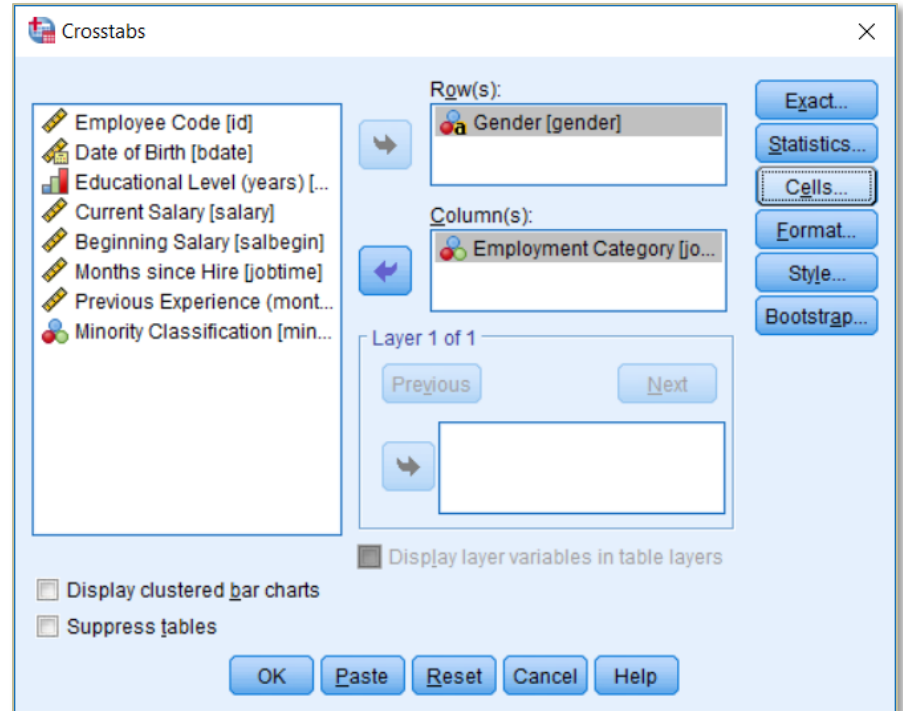 Crosstabs
Employee Code [id]
Date of Birth [bdate]
Educational Level (years) [...
Current Salary [salary]
Beginning Salary [salbegin]
Months since Hire [jobtime]
Previous Experience (mont...
Minority Classification [min...
Row(s):
a Gender [gender]
Column(s):
Employment Category [jo...
Layer 1 of 1
Previous
Next
Display layer variables in table layers
Exact...
Statistics...
Cells...
Format...
Style...
Bootstrap...
Display clustered bar charts
Suppress tables
OK Paste Reset Cancel Help